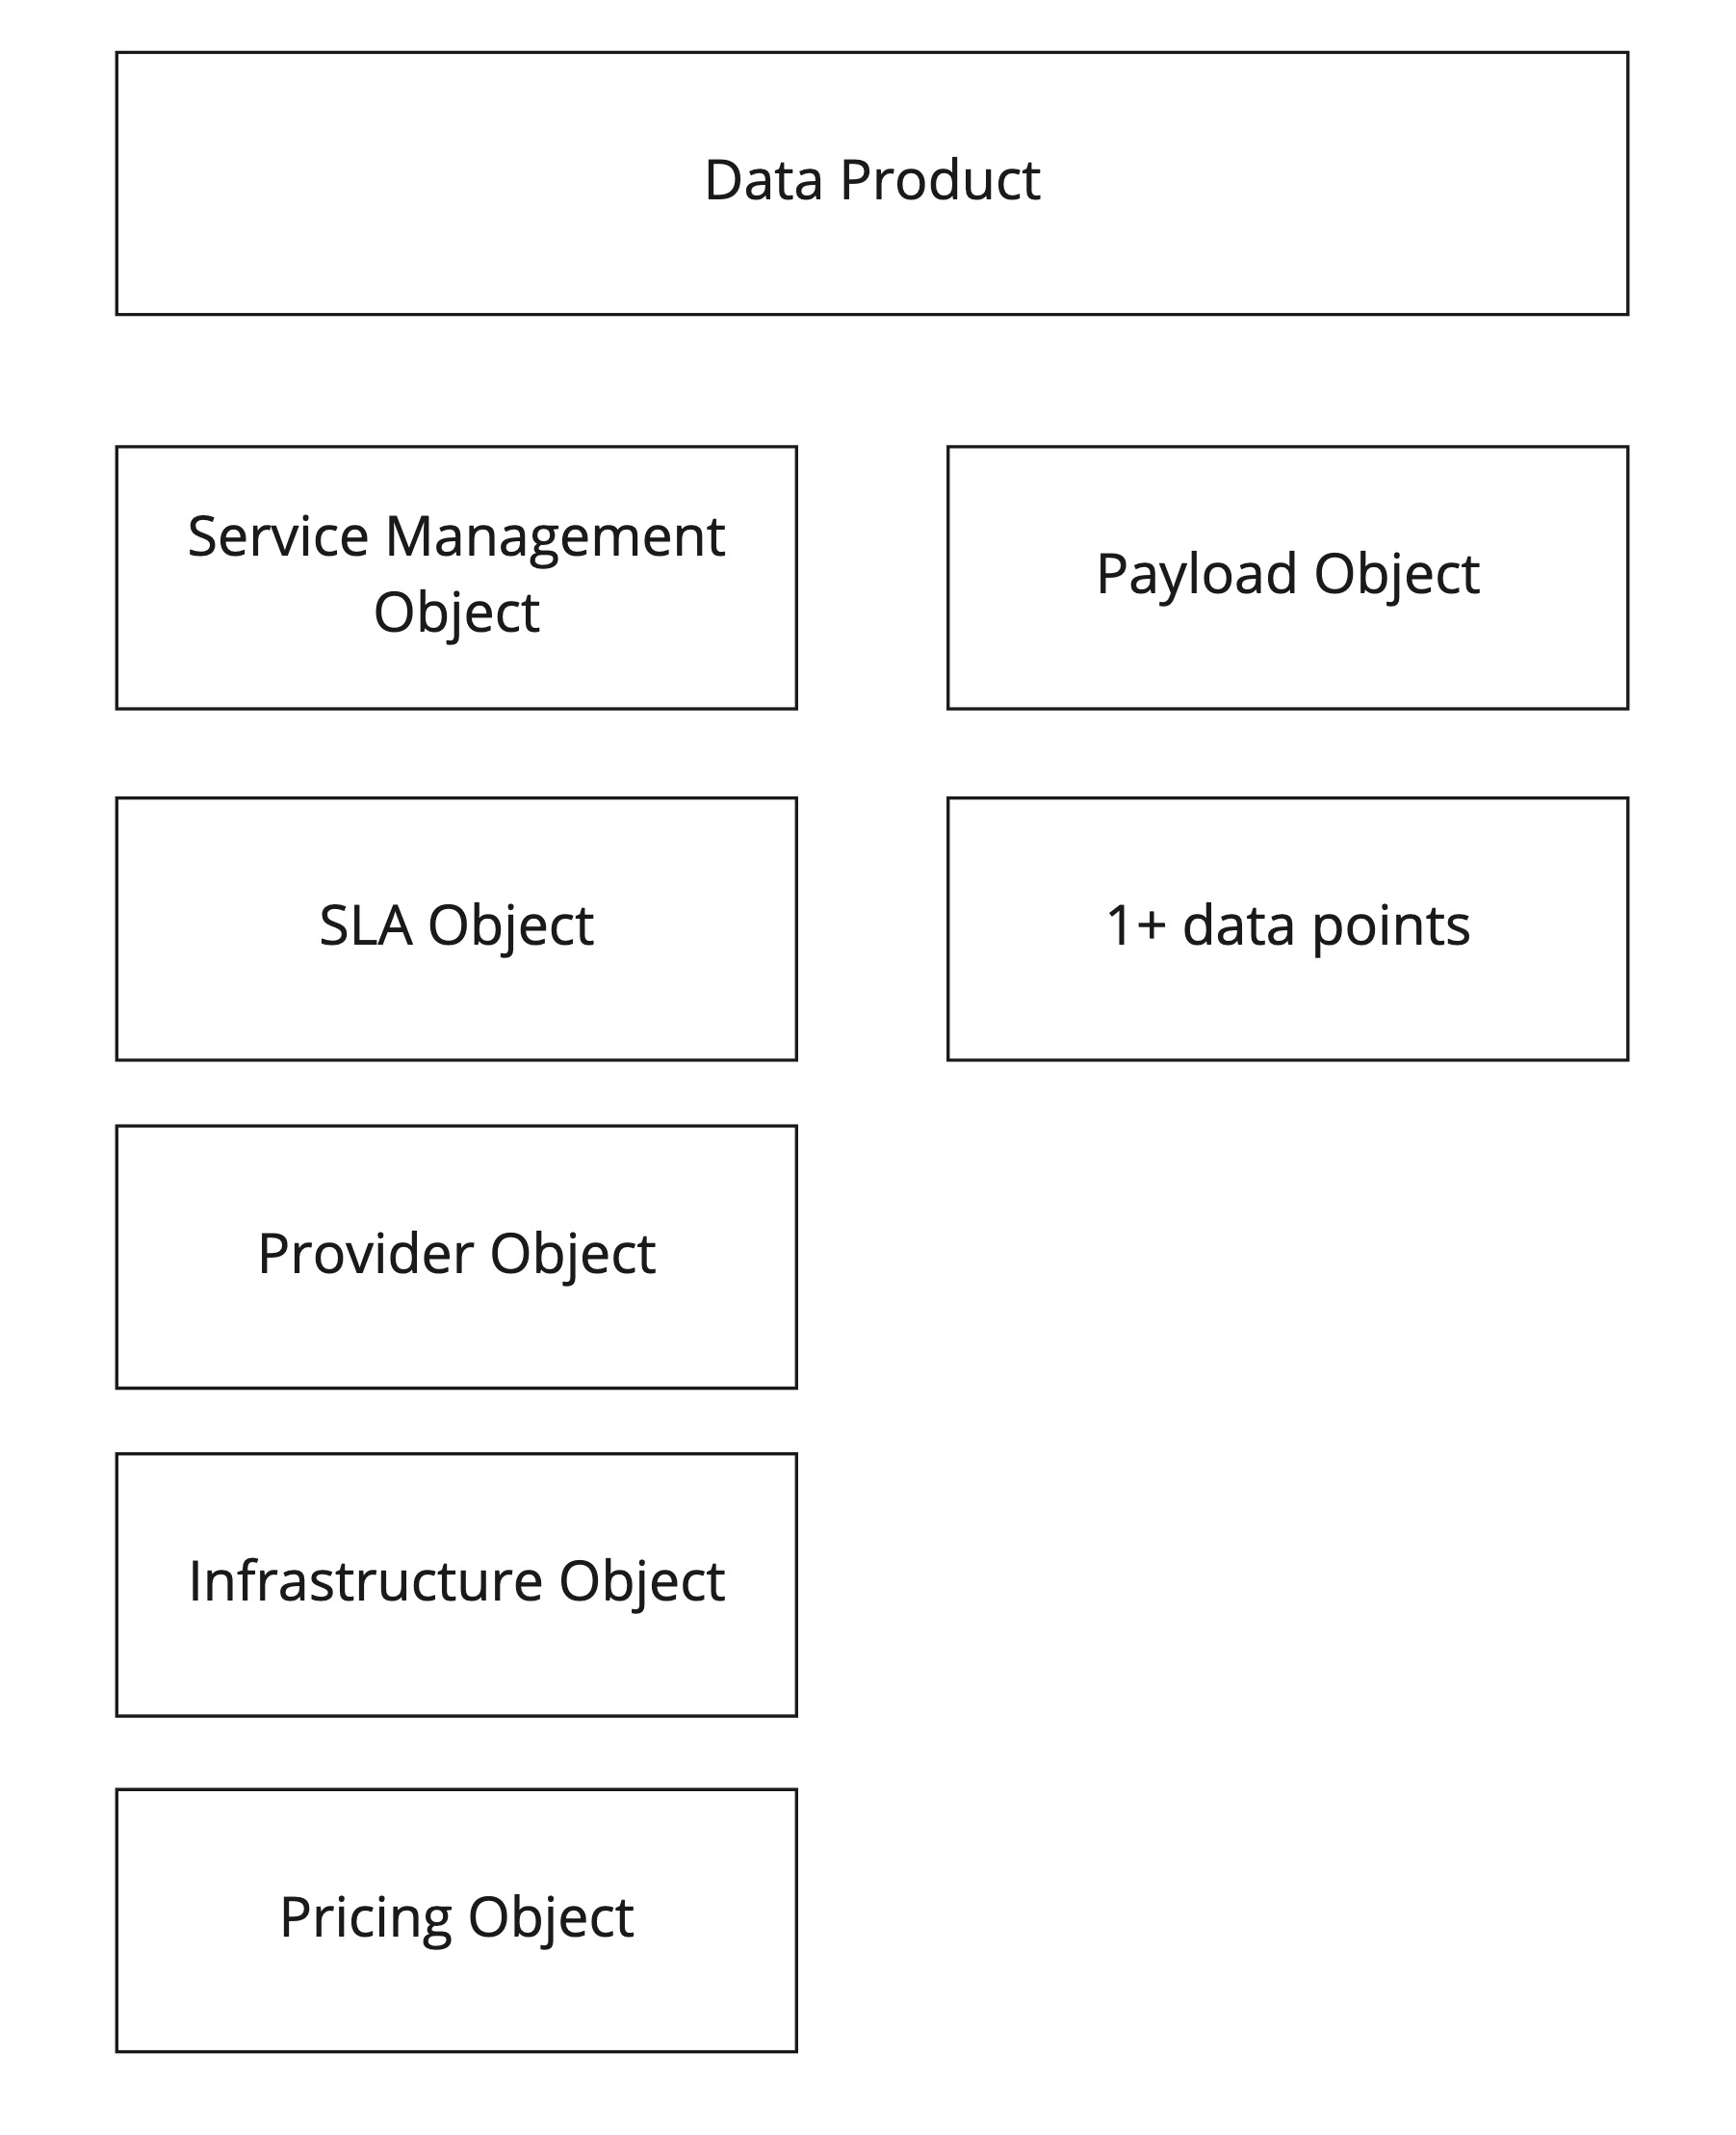 Data Product
Service Management
Object
Payload Object
SLA Object
1+ data points
Provider Object
Infrastructure Object
Pricing Object